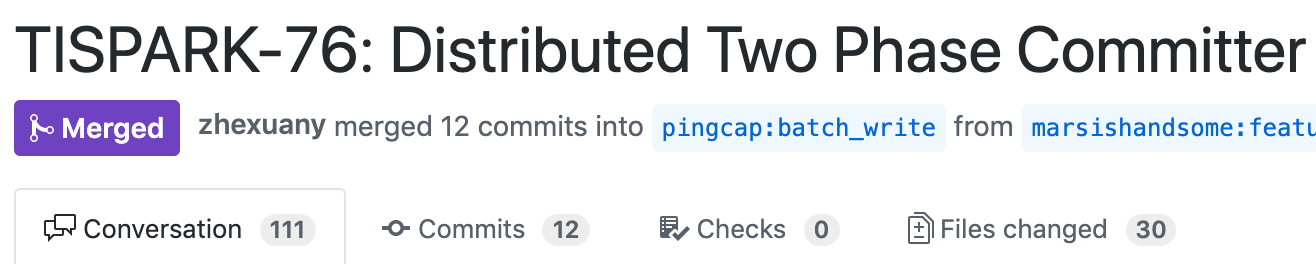 TISPARK-76: Distributed Two Phase Committer
Merged zhexuany merged 12 commits into pingcap:batch_write from marsishandsome:featu
Conversation 111 Commits 12 Checks 0 Files changed 30